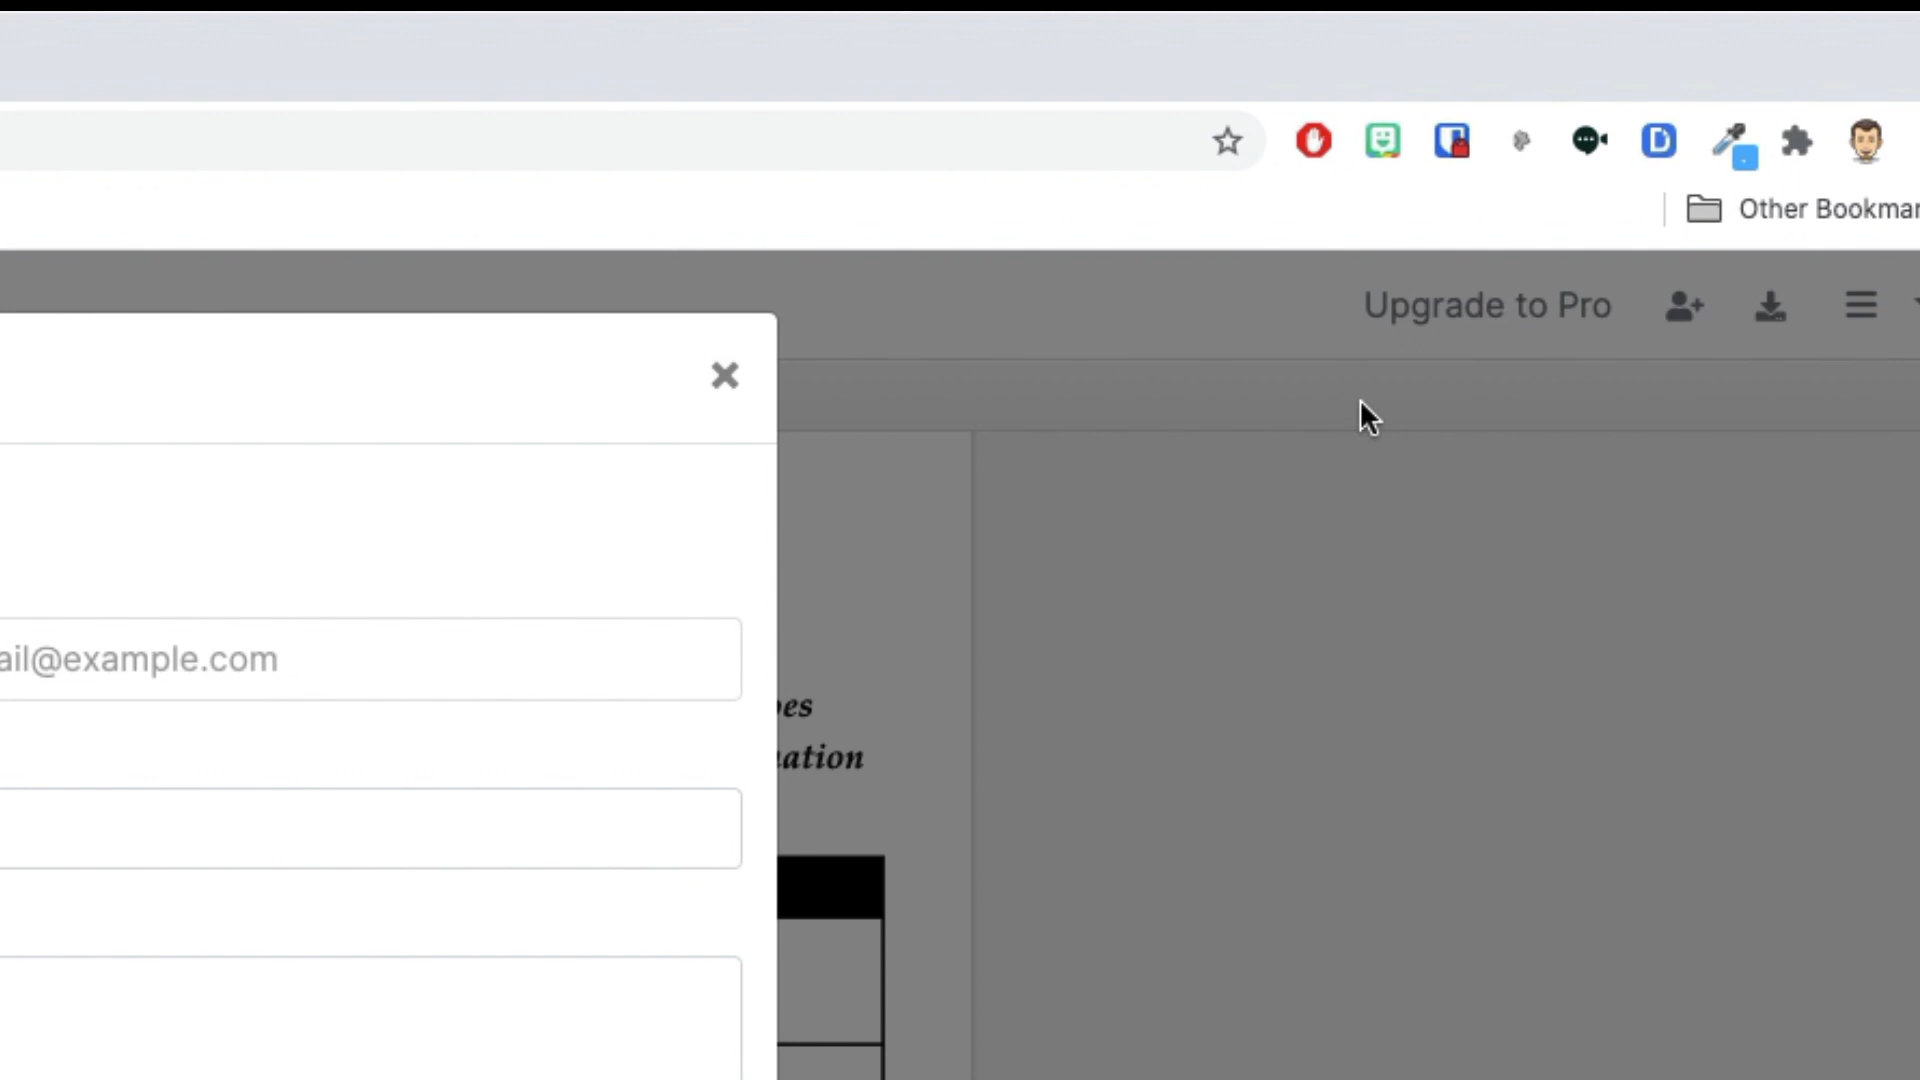 D
Other Bookmar
Upgrade to Pro
ail@example.com
es
ation